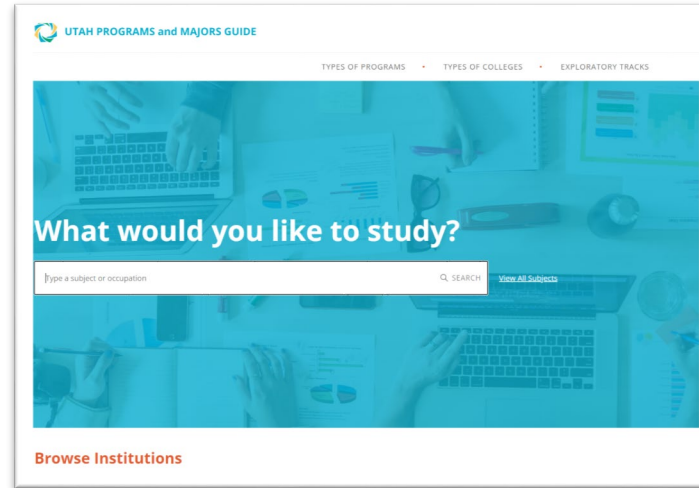 UTAH PROGRAMS and MAJORS GUIDE
TYPES OF PROGRAMS • TYPES OF COLLEGES • EXPLORATORY TRACKS
What would you like to study?
Type a subject or occupation SEARCH View All Subjects
Browse Institutions